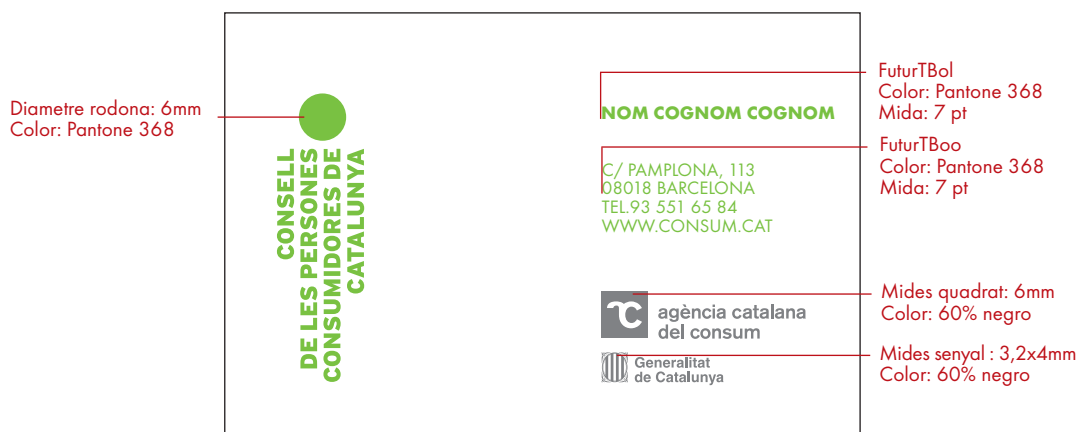 Diametre rodona: 6mm
Color: Pantone 368
CONSELL
DE LES PERSONES
CONSUMIDORES DE
CATALUNYA
NOM COGNOM COGNOM
C/ PAMPLONA, 113
08018 BARCELONA
TEL.93 551 65 84
WWW.CONSUM.CAT
agència catalana
del consum
Generalitat
de Catalunya
FuturTBol
Color: Pantone 368
Mida: 7 pt
FuturTBoo
Color: Pantone 368
Mida: 7 pt
Mides quadrat: 6mm
Color: 60% negro
Mides senyal : 3,2x4mm
Color: 60% negro